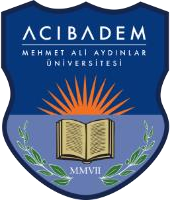 ACIBADEM
MEHMET ALİ AYDINLAR
ÜNİVERSİTESİ
MMVII